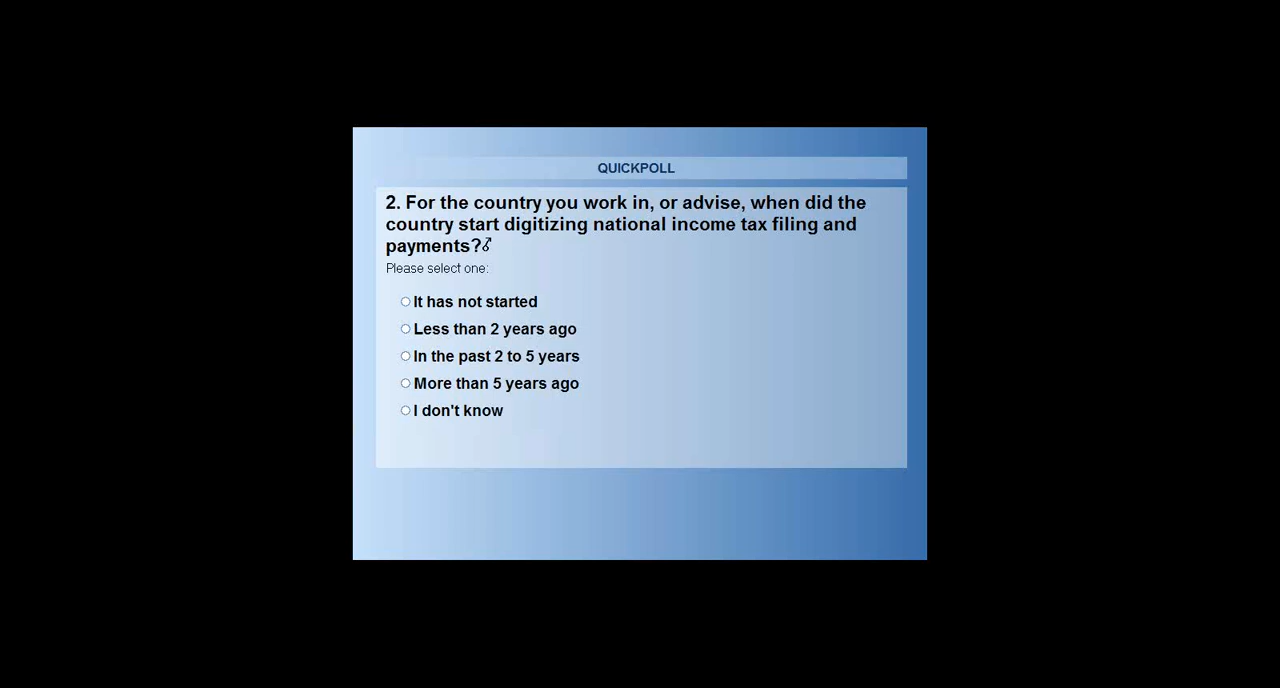 QUICKPOLL
2. For the country you work in, or advise, when did the
country start digitizing national income tax filing and
payments?
Please select one:
It has not started
Less than 2 years ago
In the past 2 to 5 years
More than 5 years ago
I don't know